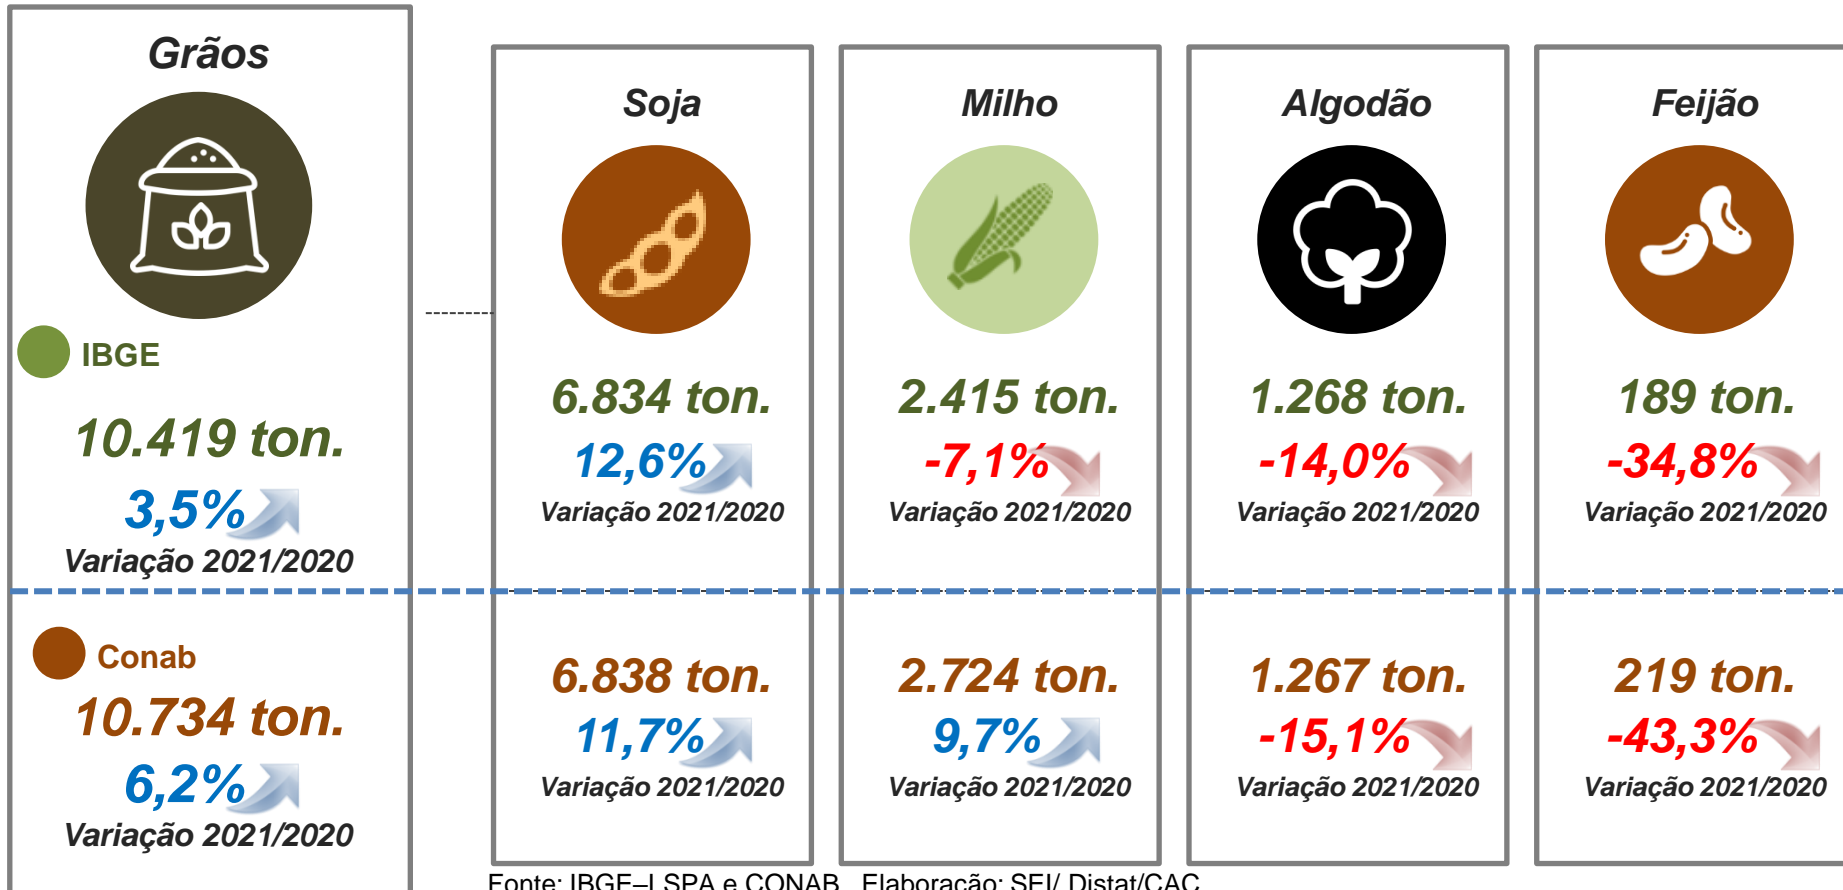 Grãos
IBGE
10.419 ton.
3,5%
Variação 2021/2020
Conab
10.734 ton.
6,2%
Variação 2021/2020
Soja
6.834 ton.
12,6%
Variação 2021/2020
6.838 ton.
11,7%
Variação 2021/2020
Milho
2.415 ton.
-7,1%
Variação 2021/2020
2.724 ton.
9,7%
Variação 2021/2020
Algodão
1.268 ton.
-14,0%
Variação 2021/2020
1.267 ton.
-15,1%
Variação 2021/2020
Feijão
189 ton.
-34,8%
Variação 2021/2020
219 ton.
-43,3%
Variação 2021/2020
Fonte: IBGE–LSPA e CONAB Elaboração: SEI/ Distat/CAC